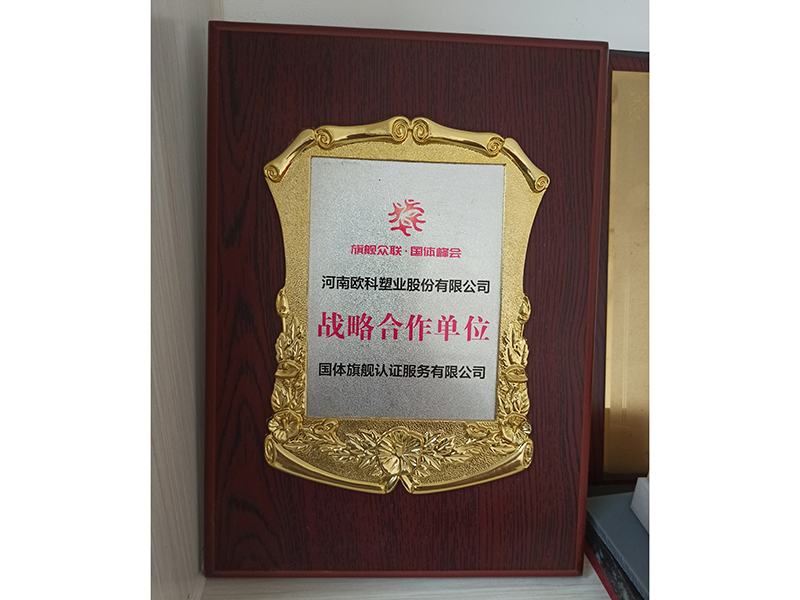 旗舰众联·国体峰会
河南欧科塑业股份有限公司
战略合作单位
国体旗舰认证服务有限公司